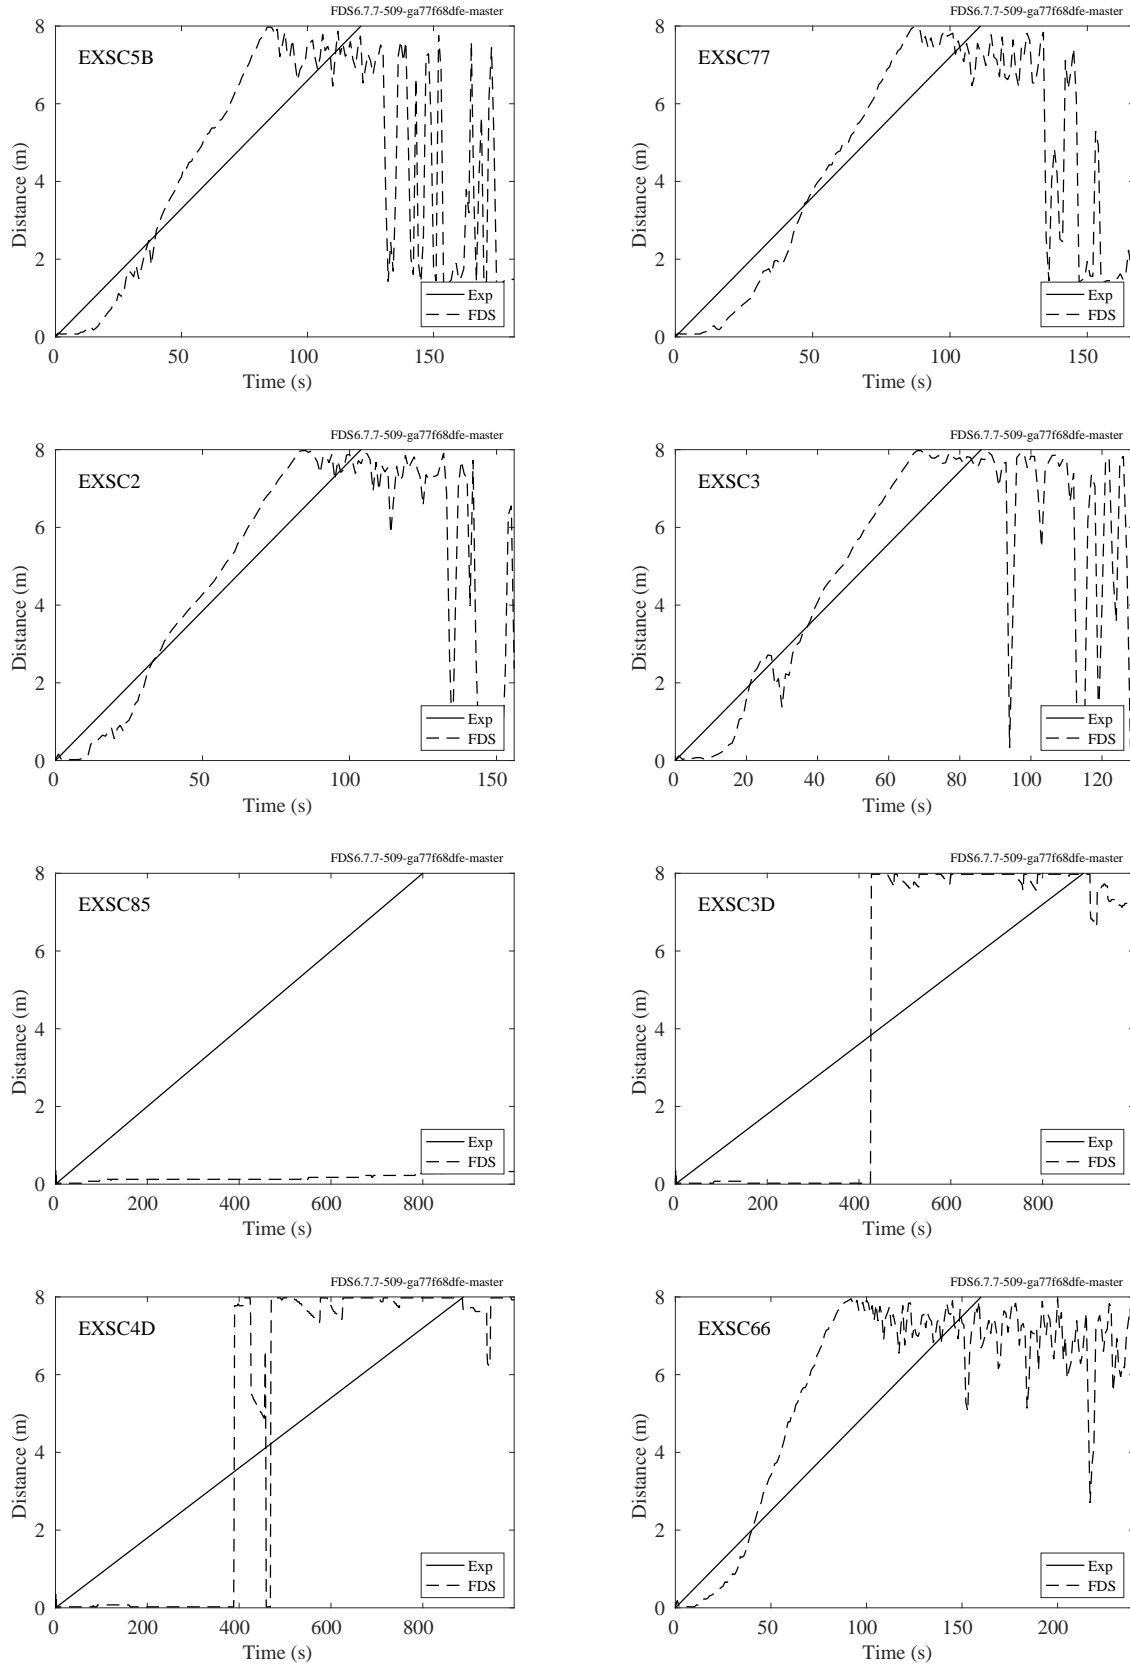 FDS6.7.7-509-ga77f68dfe-master
EXSC5B
8
6
4
2
0
Distance (m)
Exp
FDS
0 50 100 150
Time (s)
FDS6.7.7-509-ga77f68dfe-master
EXSC77
8
6
4
2
0
Distance (m)
Exp
FDS
0 50 100 150
Time (s)
FDS6.7.7-509-ga77f68dfe-master
EXSC2
8
6
4
2
0
Distance (m)
Exp
FDS
0 50 100 150
Time (s)
FDS6.7.7-509-ga77f68dfe-master
EXSC3
8
6
4
2
0
Distance (m)
Exp
FDS
0 20 40 60 80 100 120
Time (s)
FDS6.7.7-509-ga77f68dfe-master
EXSC85
8
6
4
2
0
Distance (m)
Exp
FDS
0 200 400 600 800
Time (s)
FDS6.7.7-509-ga77f68dfe-master
EXSC3D
8
6
4
2
0
Distance (m)
Exp
FDS
0 200 400 600 800
Time (s)
FDS6.7.7-509-ga77f68dfe-master
EXSC4D
8
6
4
2
0
Distance (m)
Exp
FDS
0 200 400 600 800
Time (s)
FDS6.7.7-509-ga77f68dfe-master
EXSC66
8
6
4
2
0
Distance (m)
Exp
FDS
0 50 100 150 200
Time (s)